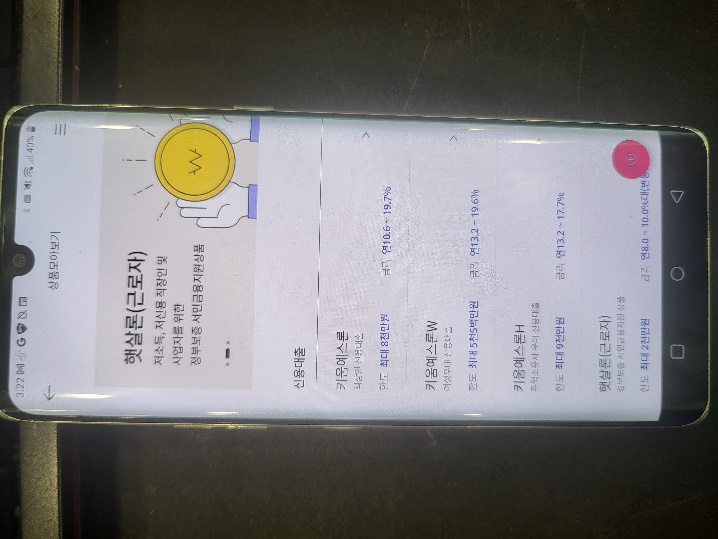 3:22
40%
상품모아보기
햇살론(근로자)
저소득, 저신용 직장인 및
사업자를 위한
정부보증 서민금융지원상품
신용대출
키움예스론
직장인 신용대출
한도 최대 8천만원 금리 연10.6 ~ 19.7%
키움예스론W
한도 최대 5천5백만원 금리 연13.2 ~ 19.6%
키움예스론H
주택소유자 우대 신용대출
한도 최대 9천만원 금리 연13.2 ~ 17.7%
햇살론(근로자)
정부보증 서민금융지원 상품
한도 최대 2천만원 금리 연8.0 ~ 10.0%대(변동